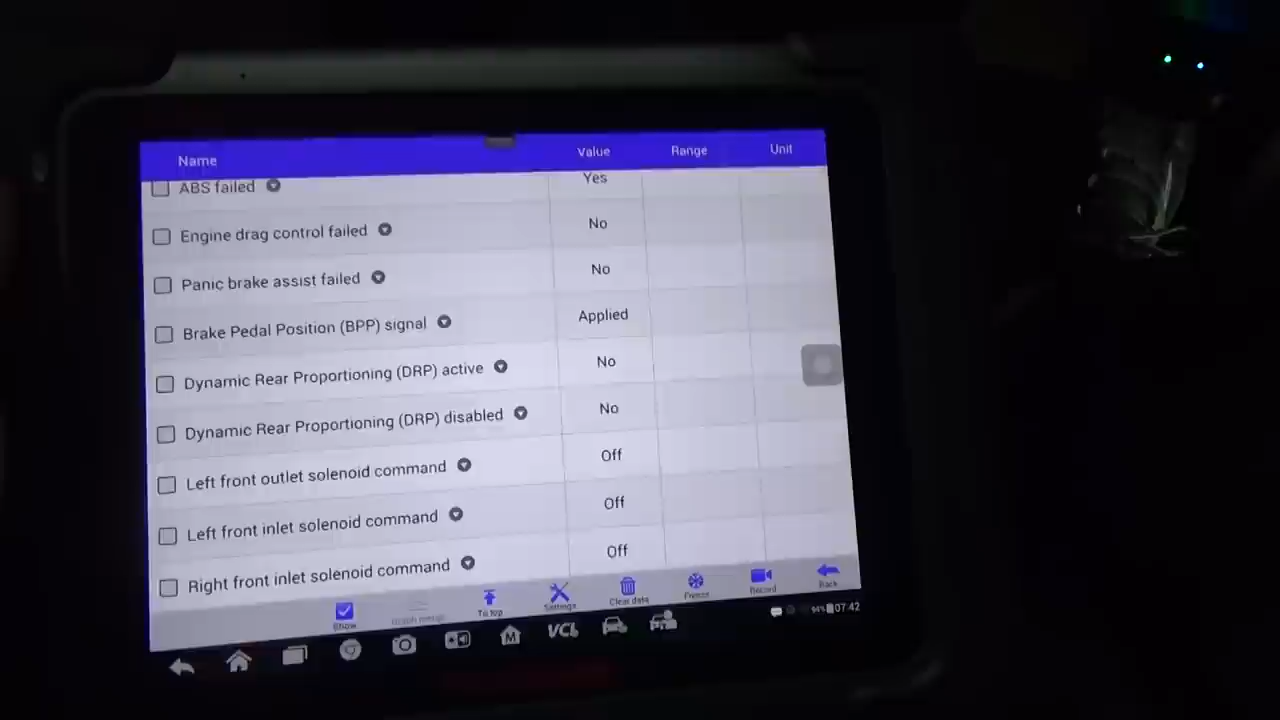 Name Value Range Unit
ABS failed Yes
Engine drag control failed No
Panic brake assist failed No
Brake Pedal Position (BPP) signal Applied
Dynamic Rear Proportioning (DRP) active No
Dynamic Rear Proportioning (DRP) disabled No
Left front outlet solenoid command Off
Left front inlet solenoid command Off
Right front inlet solenoid command Off
Show To top Settings Clear data Freeze Record Back
M VCI 94% 07:42